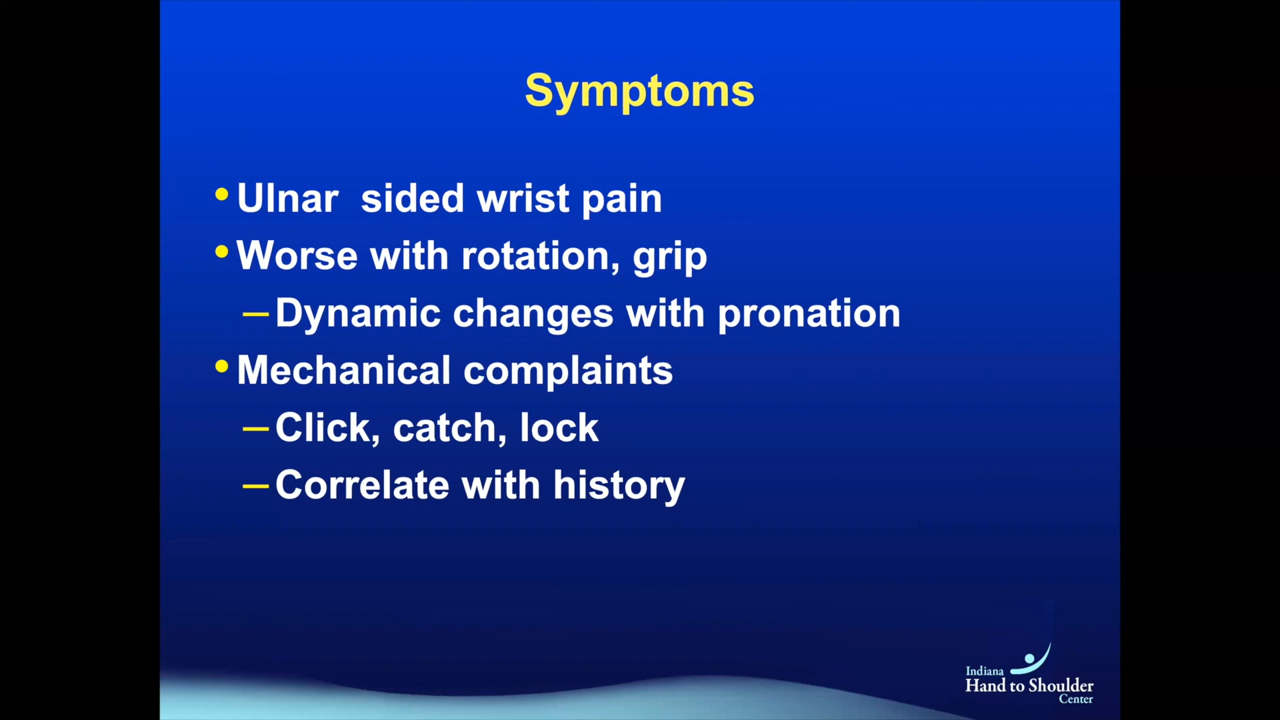 Symptoms
• Ulnar  sided wrist pain
• Worse with rotation, grip
– Dynamic changes with pronation
• Mechanical complaints
– Click, catch, lock
– Correlate with history
Indiana
Hand to Shoulder
Center